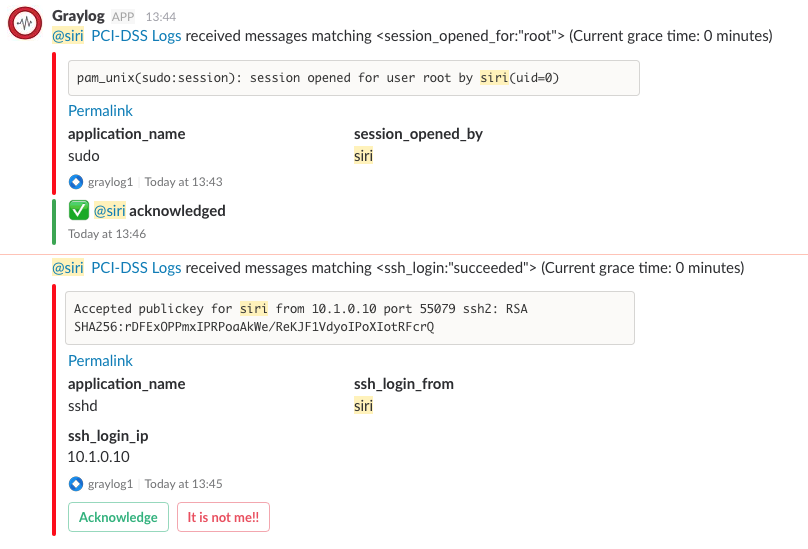 Graylog APP 13:44
@siri PCI-DSS Logs received messages matching <session_opened_for:"root"> (Current grace time: 0 minutes)
pam_unix(sudo:session): session opened for user root by siri(uid=0)
Permalink
application_name session_opened_by
sudo siri
graylog1 Today at 13:43
@siri acknowledged
Today at 13:46
@siri PCI-DSS Logs received messages matching <ssh_login:"succeeded"> (Current grace time: 0 minutes)
Accepted publickey for siri from 10.1.0.10 port 55079 ssh2: RSA
SHA256:rDFExOPPmxIPRPoaAkWe/ReKJF1VdyoIPoXIotRFcrQ
Permalink
application_name ssh_login_from
sshd siri
ssh_login_ip
10.1.0.10
graylog1 Today at 13:45
Acknowledge It is not me!!